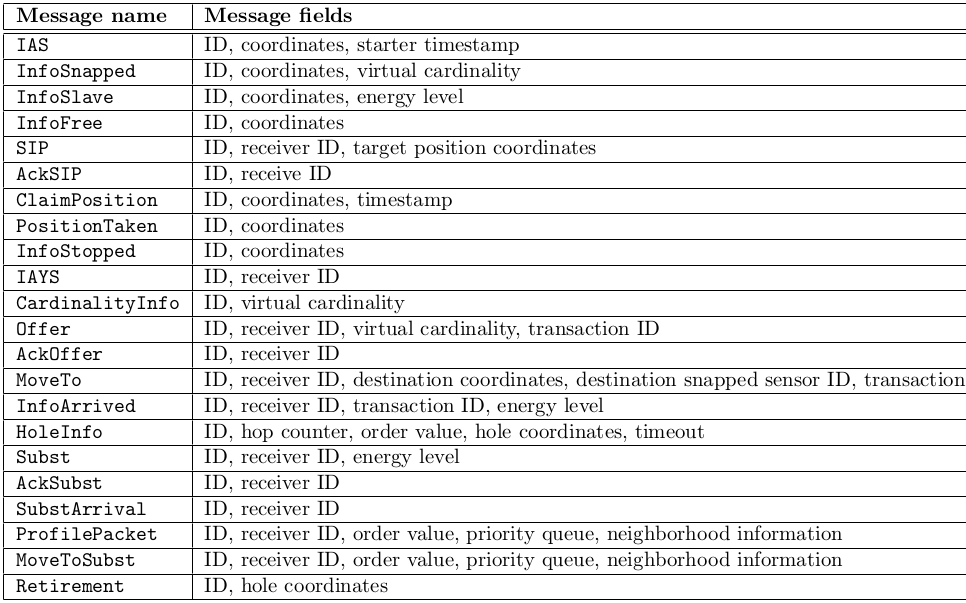 Message name Message fields
IAS ID, coordinates, starter timestamp
InfoSnapped ID, coordinates, virtual cardinality
InfoSlave ID, coordinates, energy level
InfoFree ID, coordinates
SIP ID, receiver ID, target position coordinates
AckSIP ID, receive ID
ClaimPosition ID, coordinates, timestamp
PositionTaken ID, coordinates
InfoStopped ID, coordinates
IAYS ID, receiver ID
CardinalityInfo ID, virtual cardinality
Offer ID, receiver ID, virtual cardinality, transaction ID
AckOffer ID, receiver ID
MoveTo ID, receiver ID, destination coordinates, destination snapped sensor ID, transaction
InfoArrived ID, receiver ID, transaction ID, energy level
HoleInfo ID, hop counter, order value, hole coordinates, timeout
Subst ID, receiver ID, energy level
AckSubst ID, receiver ID
SubstArrival ID, receiver ID
ProfilePacket ID, receiver ID, order value, priority queue, neighborhood information
MoveToSubst ID, receiver ID, order value, priority queue, neighborhood information
Retirement ID, hole coordinates